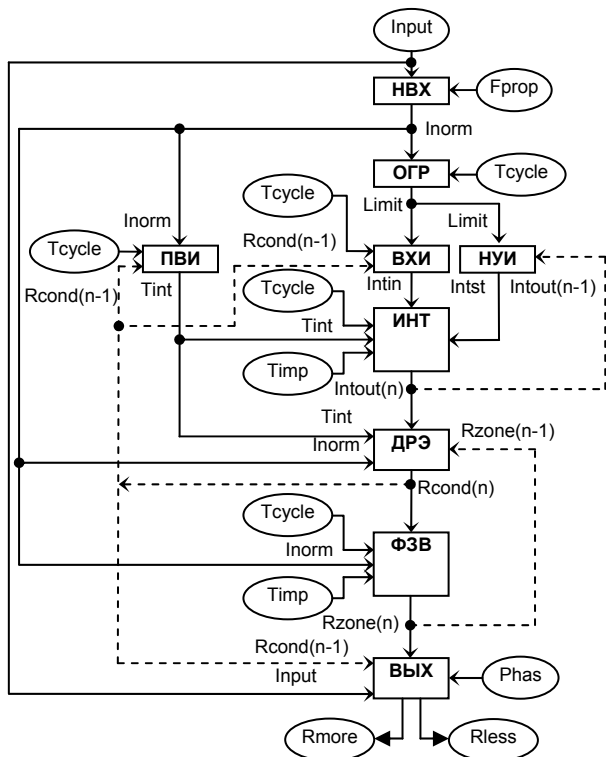 Input
НВХ
Fprop
Inorm
ОГР
Tcycle
Tcycle
Limit
Limit
Inorm
Rcond(n-1)
Tcycle
ПВИ
ВХИ
НУИ
Rcond(n-1)
Tint
Tcycle
Intin
Intst
Intout(n-1)
ИНТ
Tint
Timp
Intout(n)
Tint
Inorm
ДРЭ
Rzone(n-1)
Rcond(n)
Tcycle
Inorm
ФЗВ
Timp
Rzone(n)
Rcond(n-1)
Input
ВЫХ
Phas
Rmore
Rless